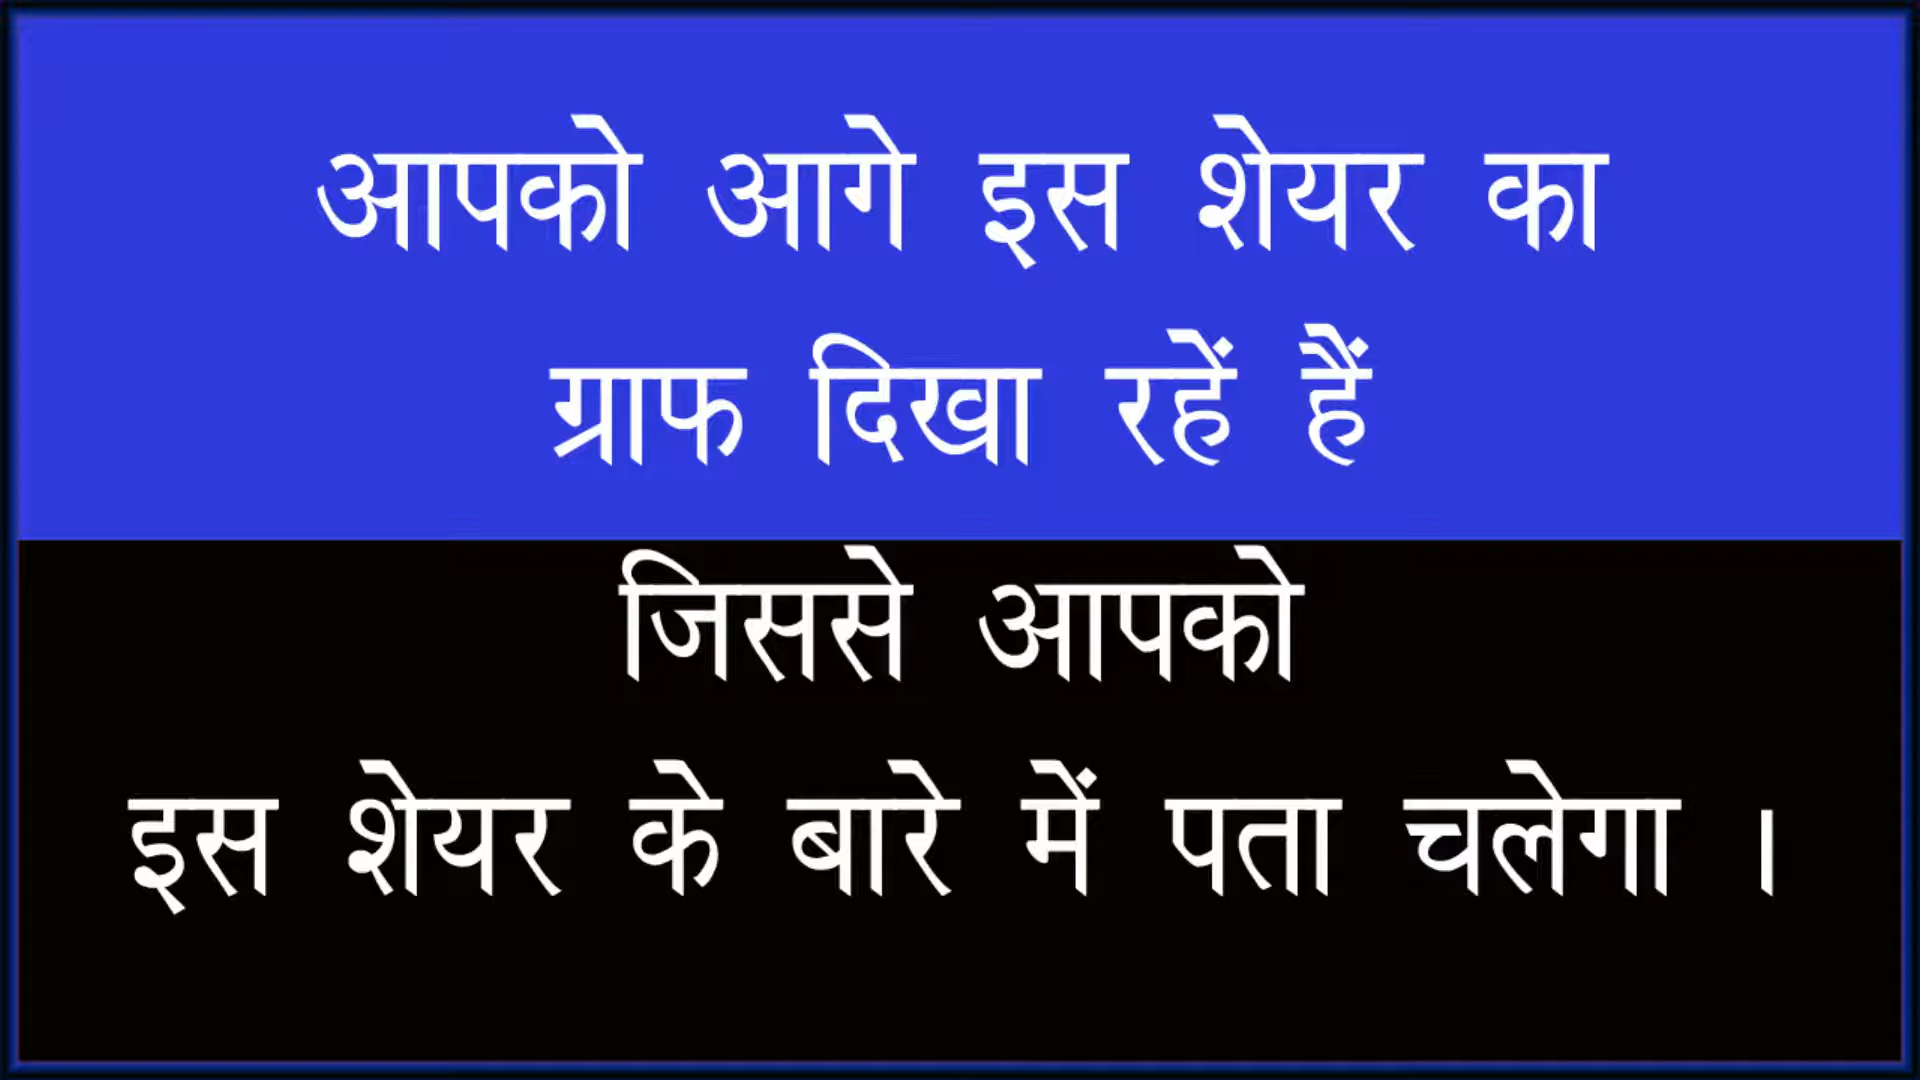 आपको आगे इस शेयर का
ग्राफ दिखा रहें हैं
जिससे आपको
इस शेयर के बारे में पता चलेगा ।